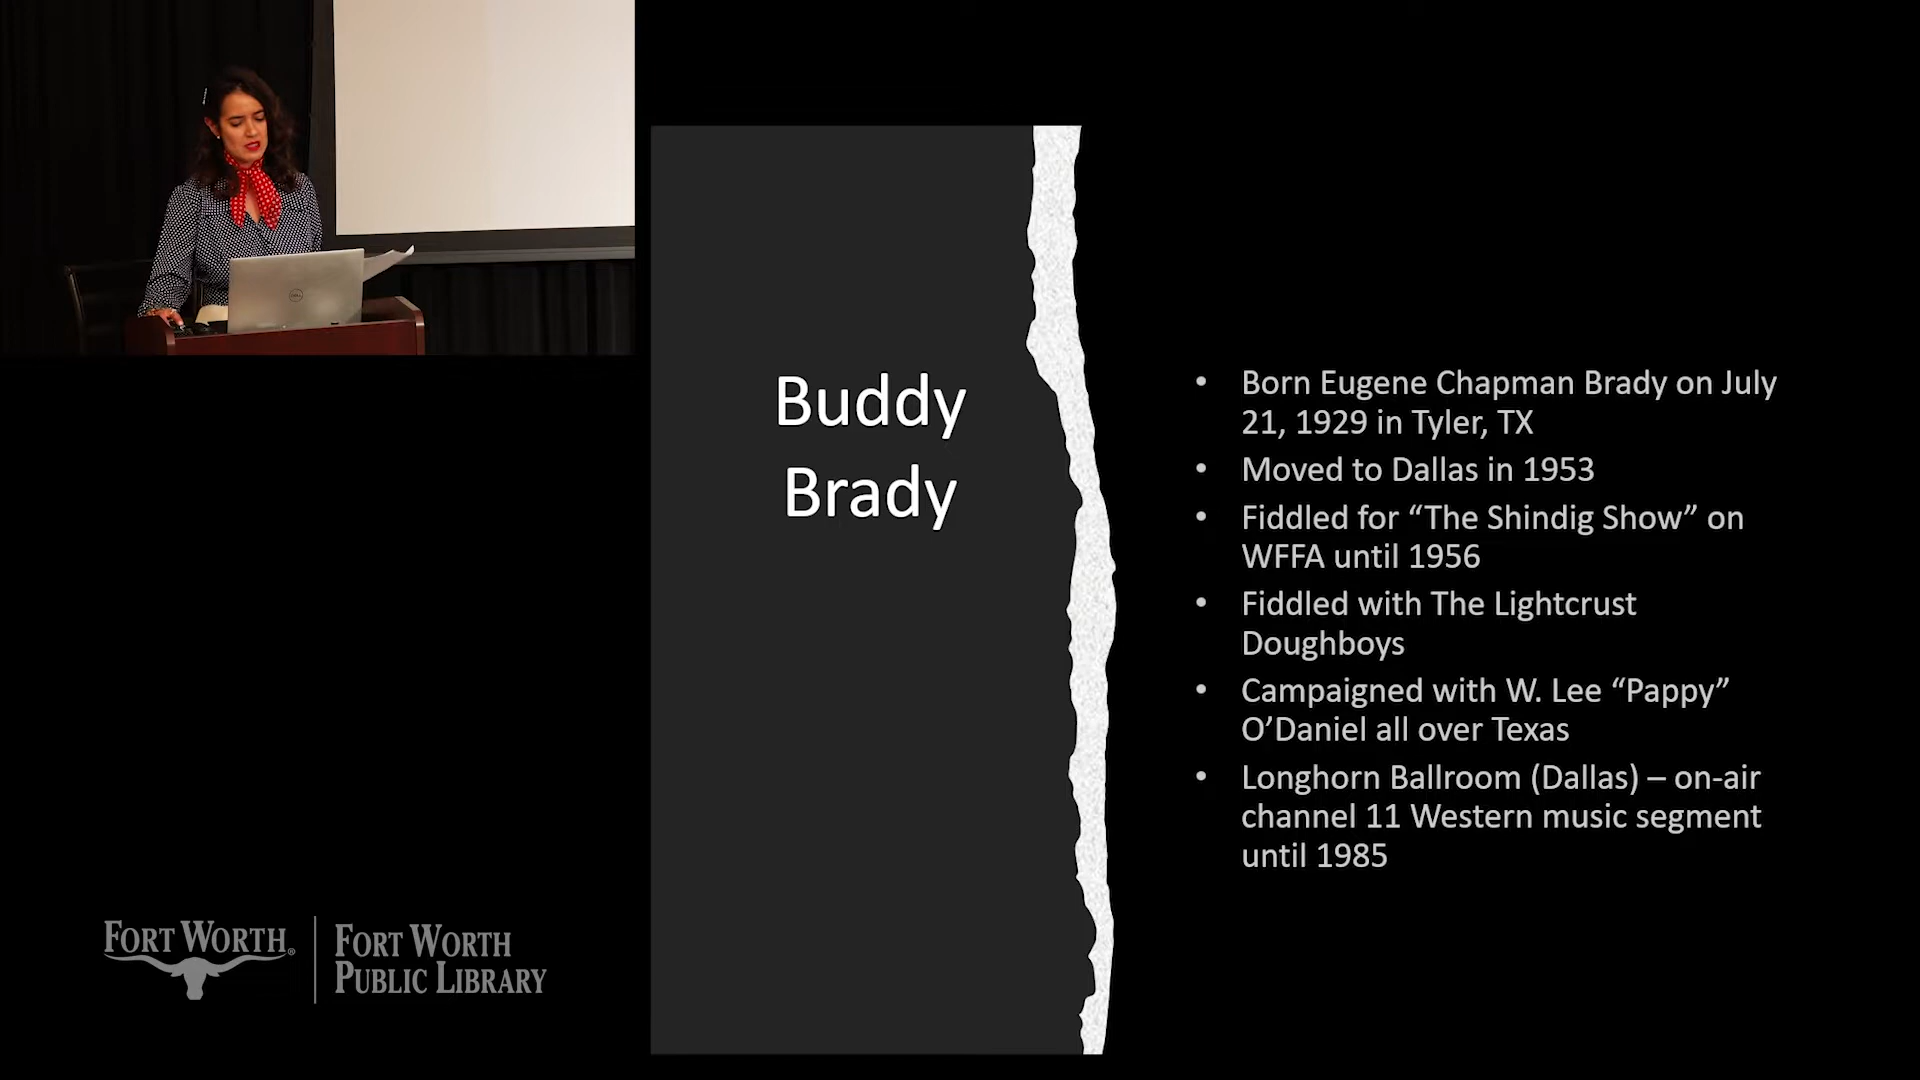 Buddy
Brady
• Born Eugene Chapman Brady on July
21, 1929 in Tyler, TX
• Moved to Dallas in 1953
• Fiddled for “The Shindig Show” on
WFFA until 1956
• Fiddled with The Lightcrust
Doughboys
• Campaigned with W. Lee “Pappy”
O’Daniel all over Texas
• Longhorn Ballroom (Dallas) – on-air
channel 11 Western music segment
until 1985
FORT WORTH®
FORT WORTH
PUBLIC LIBRARY
DELL